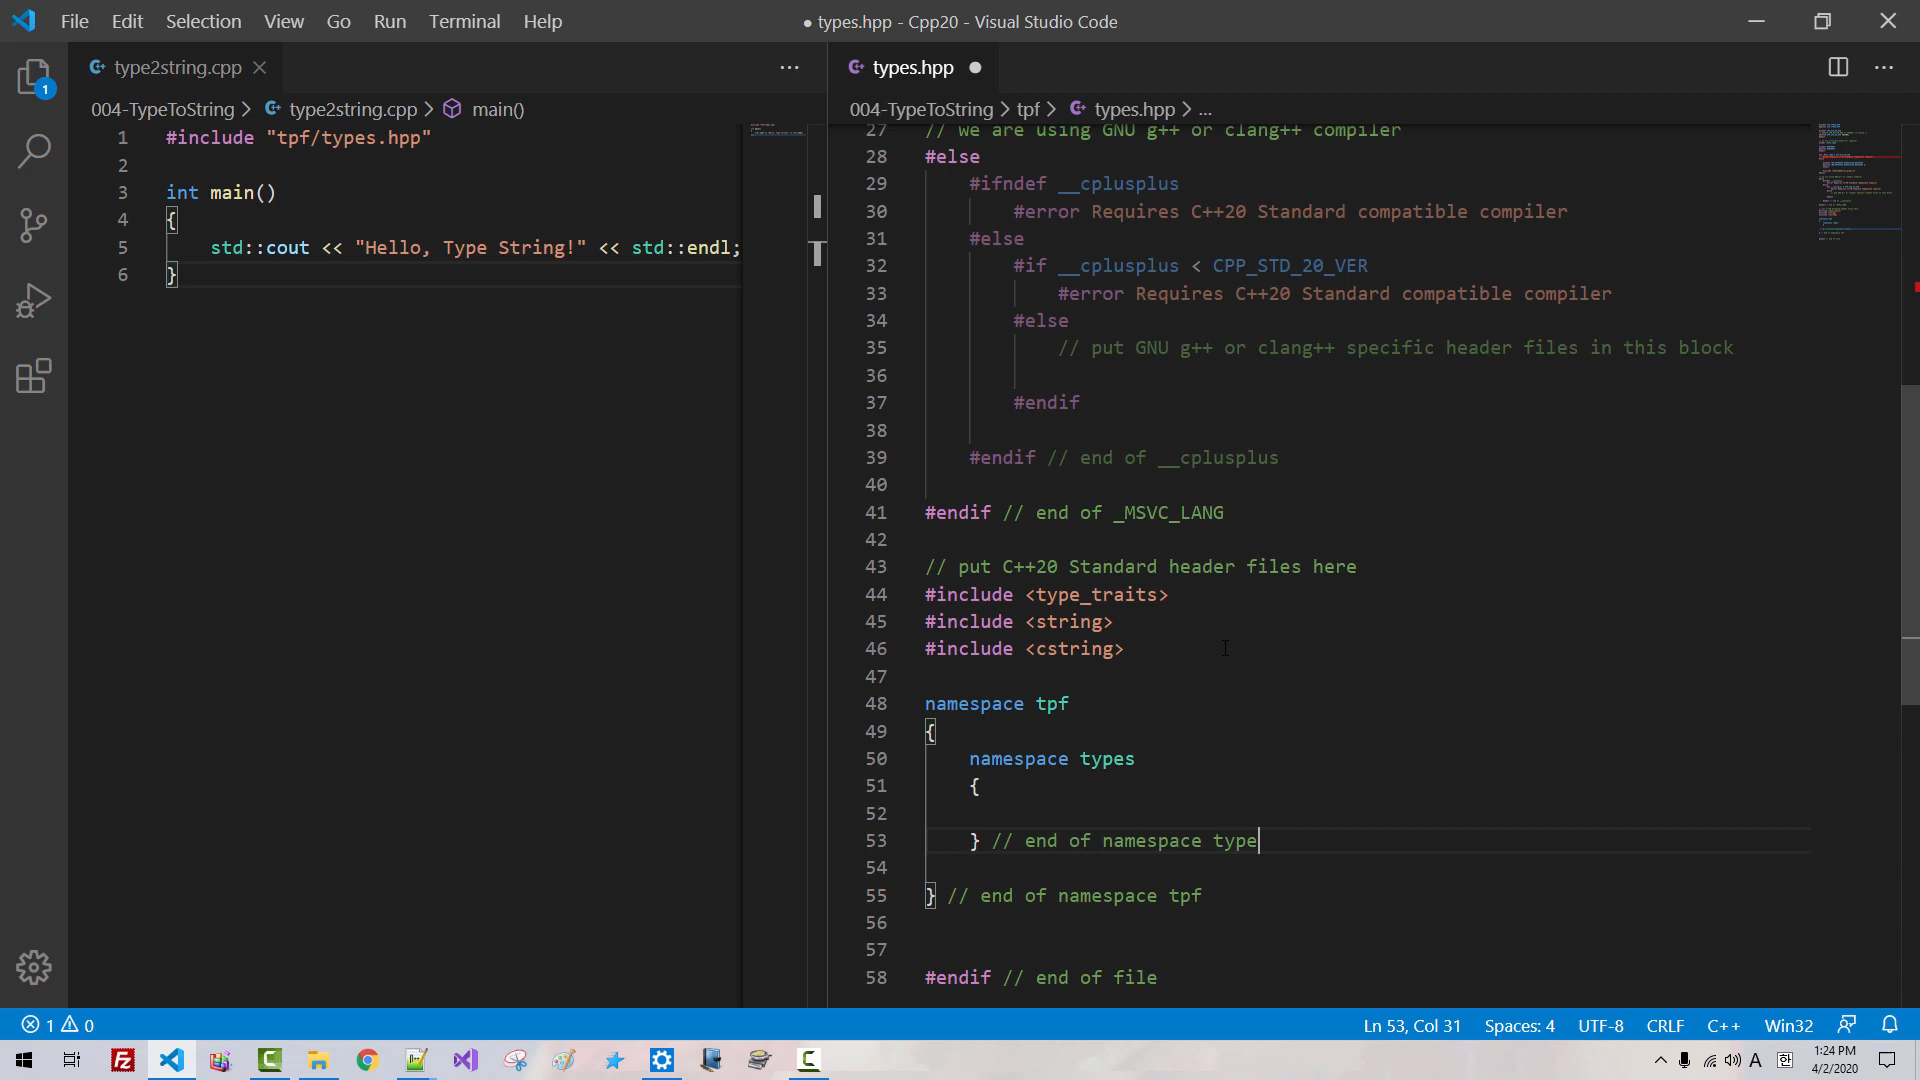 File Edit Selection View Go Run Terminal Help
● types.hpp - Cpp20 - Visual Studio Code
type2string.cpp
004-TypeToString > type2string.cpp > main()
1 #include "tpf/types.hpp"
2
3 int main()
4 {
5 std::cout << "Hello, Type String!" << std::endl;
6 }
types.hpp
004-TypeToString > tpf > types.hpp > ...
27 // we are using GNU g++ or clang++ compiler
28 #else
29 #ifndef __cplusplus
30 #error Requires C++20 Standard compatible compiler
31 #else
32 #if __cplusplus < CPP_STD_20_VER
33 #error Requires C++20 Standard compatible compiler
34 #else
35 // put GNU g++ or clang++ specific header files in this block
36
37 #endif
38
39 #endif // end of __cplusplus
40
41 #endif // end of _MSVC_LANG
42
43 // put C++20 Standard header files here
44 #include <type_traits>
45 #include <string>
46 #include <cstring>
47
48 namespace tpf
49 {
50 namespace types
51 {
52
53 } // end of namespace type
54
55 } // end of namespace tpf
56
57
58 #endif // end of file
1
1 0
Ln 53, Col 31 Spaces: 4 UTF-8 CRLF C++ Win32
A 한 1:24 PM
4/2/2020